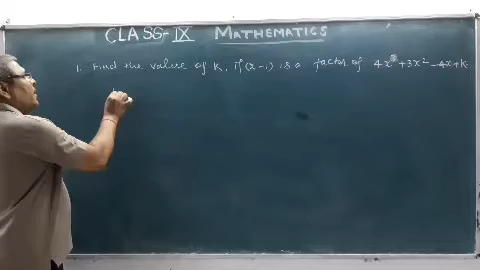 CLASS-IX MATHEMATICS
1. Find the value of K, if (x-1) is a factor of 4x³+3x²-4x+k.